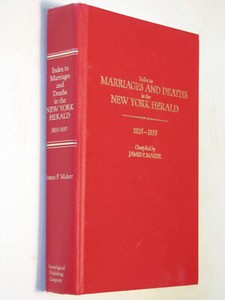 Index to
Marriages
and
Deaths
in the
NEW YORK
HERALD
1835-1855
James P. Maher
Genealogical
Publishing
Company
Index to
MARRIAGES AND DEATHS
in the
NEW YORK HERALD
1835–1855
Compiled by
JAMES P. MAHER